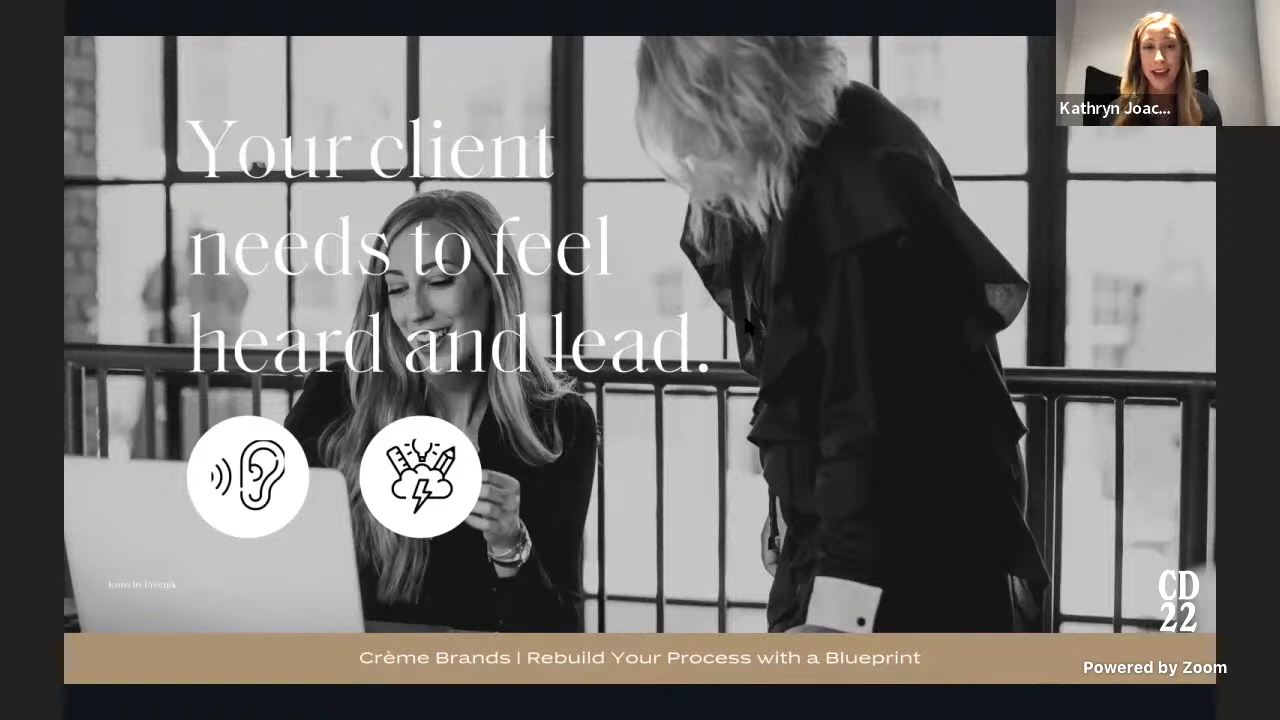 Kathryn Joac...
Your client
needs to feel
heard and lead.
Icons by Freepik
CD
22
Crème Brands | Rebuild Your Process with a Blueprint
Powered by Zoom